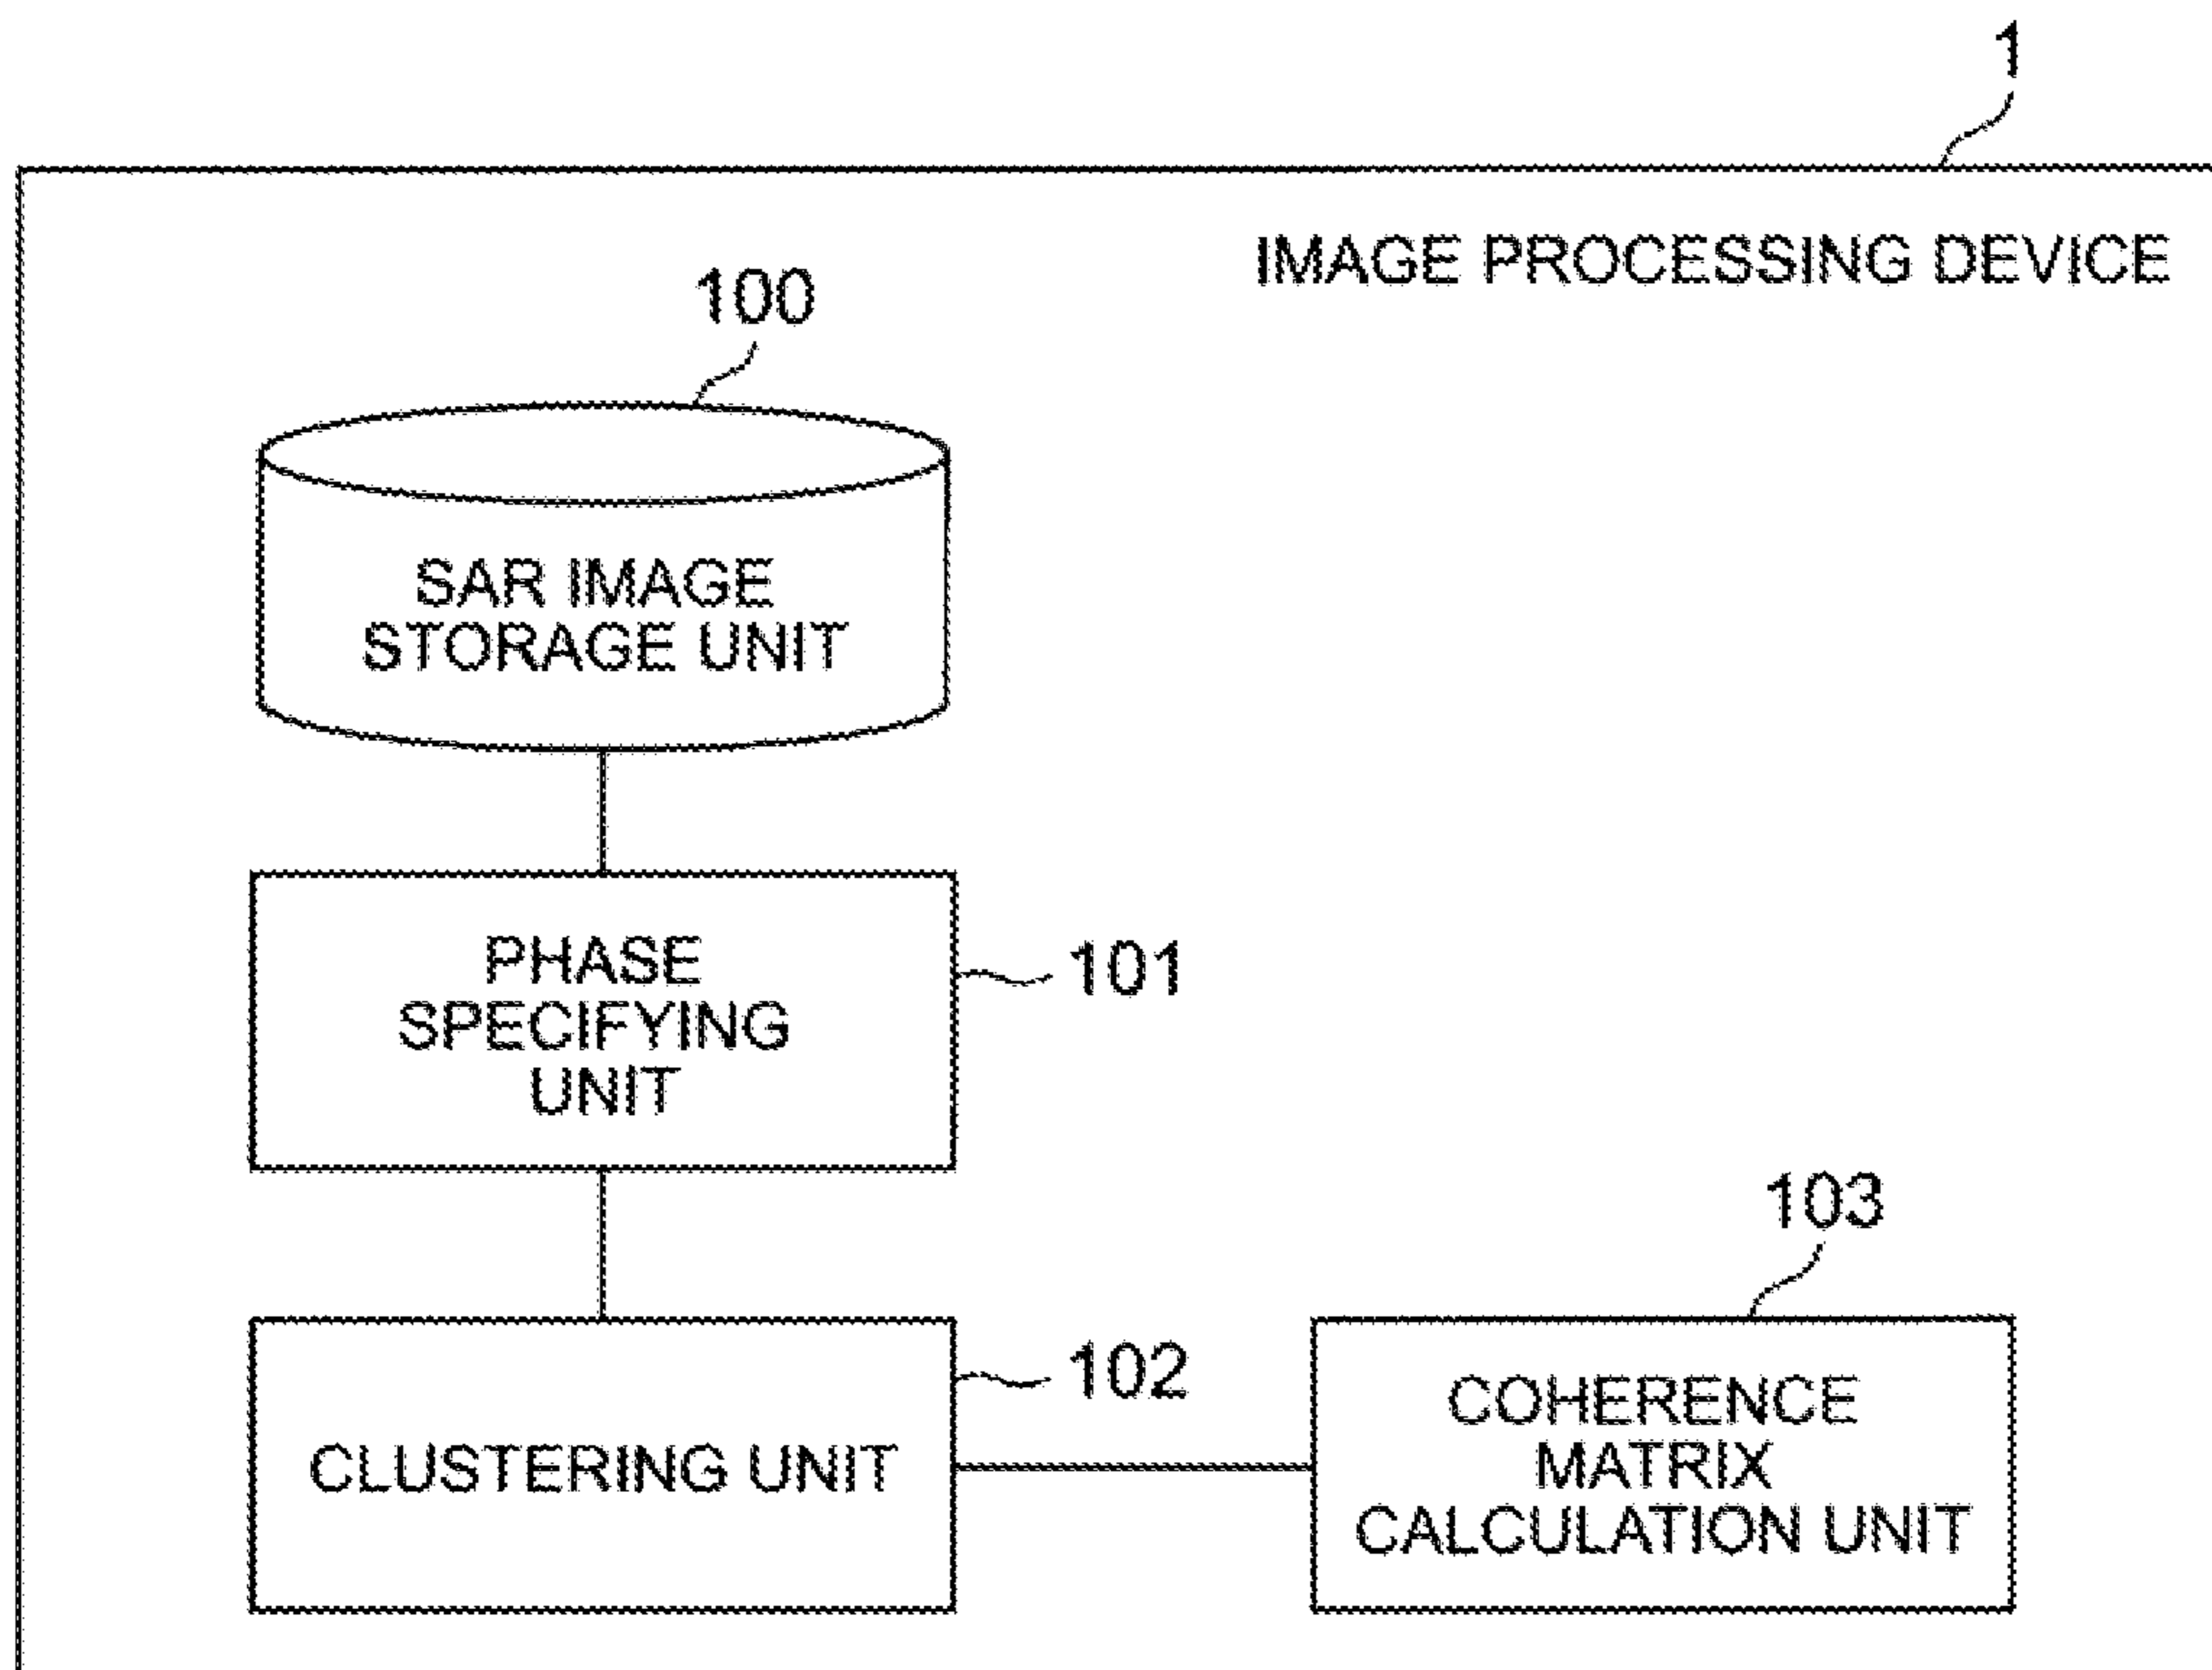 1
IMAGE PROCESSING DEVICE
100
SAR IMAGE
STORAGE UNIT
PHASE
SPECIFYING
UNIT
101
103
CLUSTERING UNIT
102
COHERENCE
MATRIX
CALCULATION UNIT